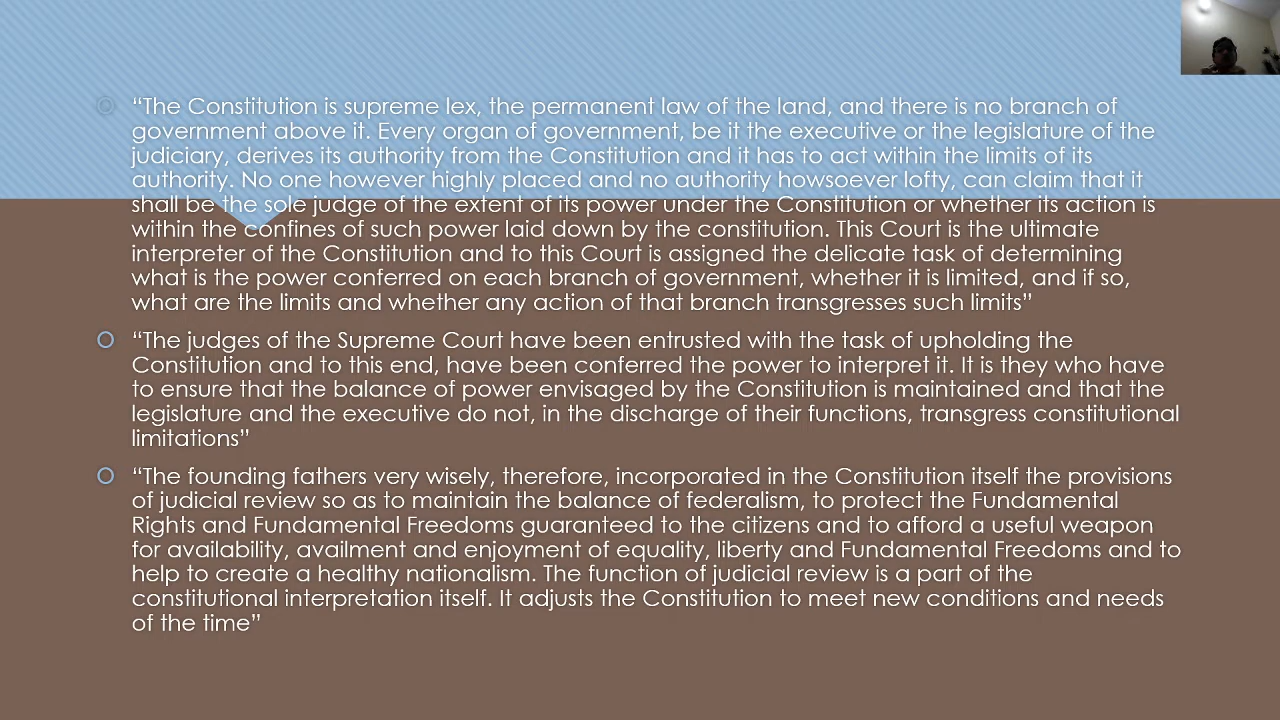 “The Constitution is supreme lex, the permanent law of the land, and there is no branch of
government above it. Every organ of government, be it the executive or the legislature of the
judiciary, derives its authority from the Constitution and it has to act within the limits of its
authority. No one however highly placed and no authority howsoever lofty, can claim that it
shall be the sole judge of the extent of its power under the Constitution or whether its action is
within the confines of such power laid down by the constitution. This Court is the ultimate
interpreter of the Constitution and to this Court is assigned the delicate task of determining
what is the power conferred on each branch of government, whether it is limited, and if so,
what are the limits and whether any action of that branch transgresses such limits”
“The judges of the Supreme Court have been entrusted with the task of upholding the
Constitution and to this end, have been conferred the power to interpret it. It is they who have
to ensure that the balance of power envisaged by the Constitution is maintained and that the
legislature and the executive do not, in the discharge of their functions, transgress constitutional
limitations”
“The founding fathers very wisely, therefore, incorporated in the Constitution itself the provisions
of judicial review so as to maintain the balance of federalism, to protect the Fundamental
Rights and Fundamental Freedoms guaranteed to the citizens and to afford a useful weapon
for availability, availment and enjoyment of equality, liberty and Fundamental Freedoms and to
help to create a healthy nationalism. The function of judicial review is a part of the
constitutional interpretation itself. It adjusts the Constitution to meet new conditions and needs
of the time”